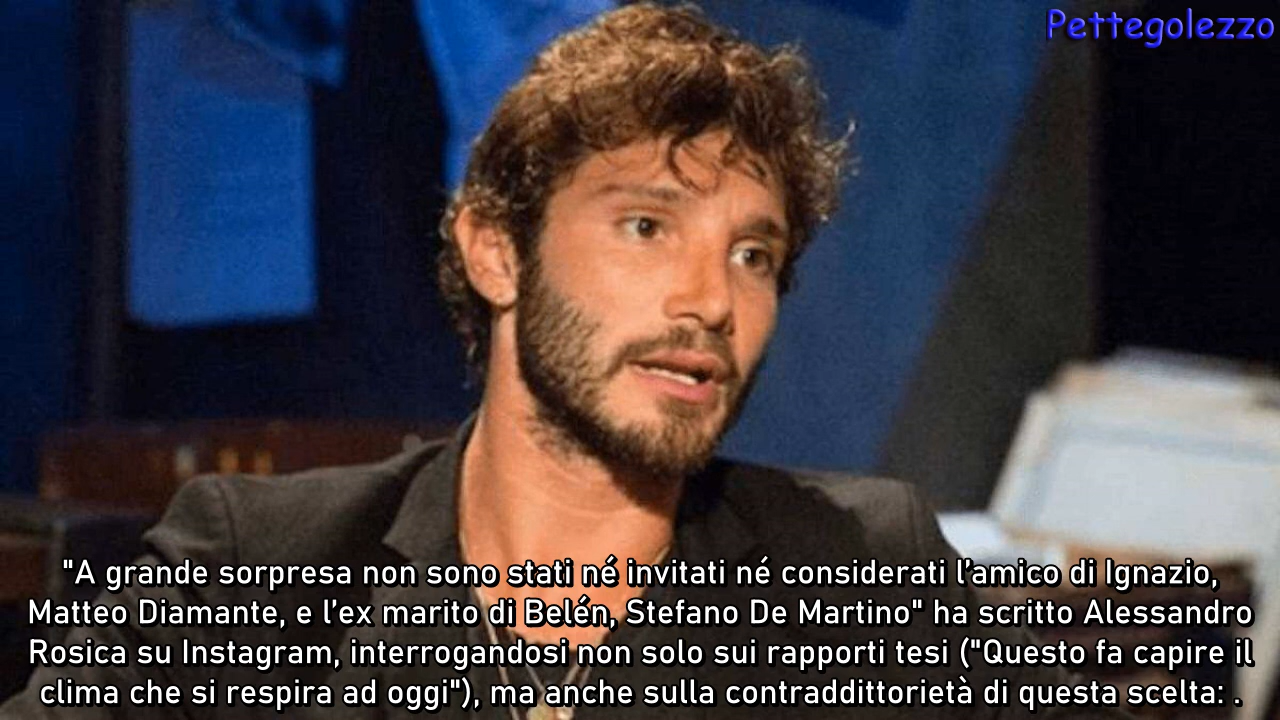 Pettegolezzo
"A grande sorpresa non sono stati né invitati né considerati l’amico di Ignazio,
Matteo Diamante, e l’ex marito di Belén, Stefano De Martino" ha scritto Alessandro
Rosica su Instagram, interrogandosi non solo sui rapporti tesi ("Questo fa capire il
clima che si respira ad oggi"), ma anche sulla contraddittorietà di questa scelta: .